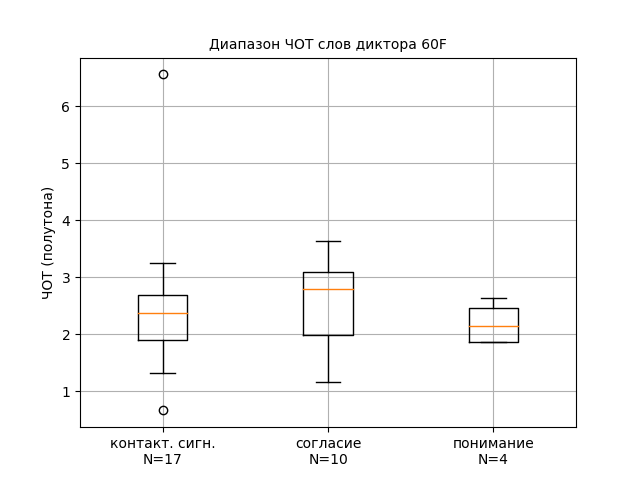 Диапазон ЧОТ слов диктора 60F
ЧОТ (полутона)
6
5
4
3
2
1
контакт. сигн.
N=17
согласие
N=10
понимание
N=4